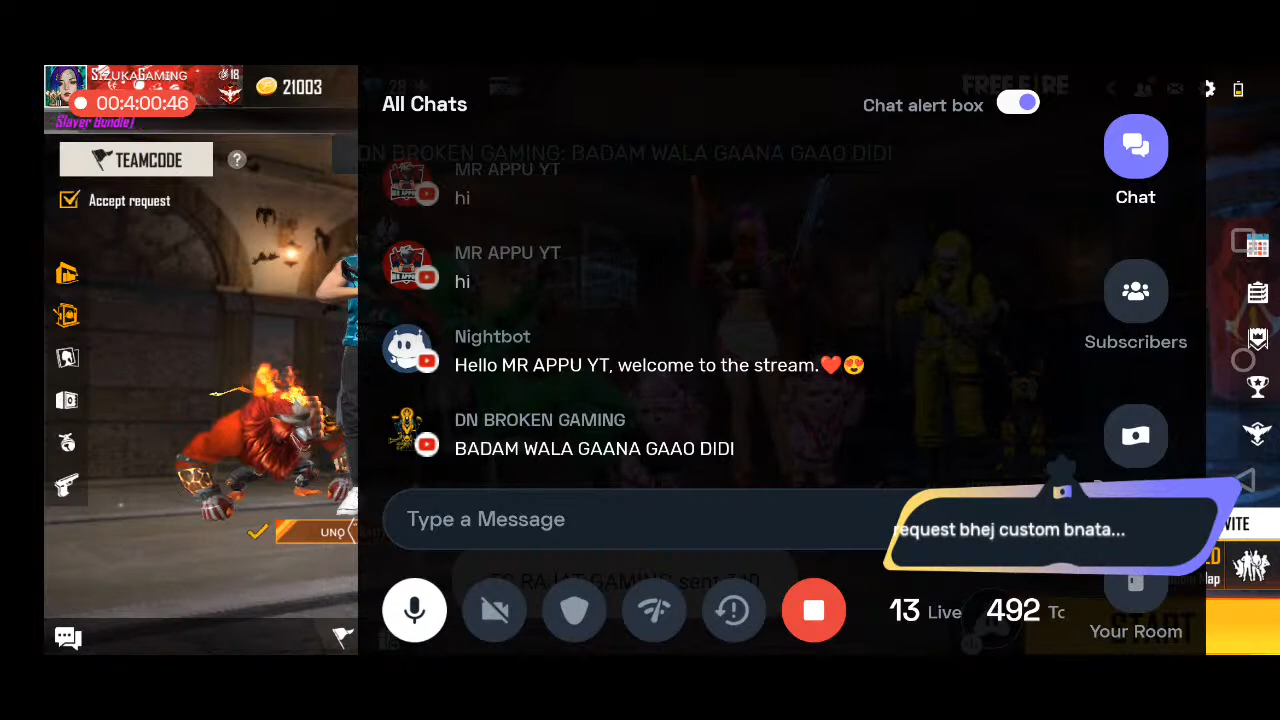 SIZUKAGAMING
18
21003
00:4:00:46
Slayer Bundle!
TEAMCODE
?
Accept request
All Chats
Chat alert box
FREE FIRE
DN BROKEN GAMING: BADAM WALA GAANA GAAO DIDI
MR APPU YT
hi
MR APPU YT
hi
Nightbot
Hello MR APPU YT, welcome to the stream.❤️😍
DN BROKEN GAMING
BADAM WALA GAANA GAAO DIDI
Type a Message
Chat
Subscribers
request bhej custom bnata...
UNO
13 Live 492 To
Your Room
START